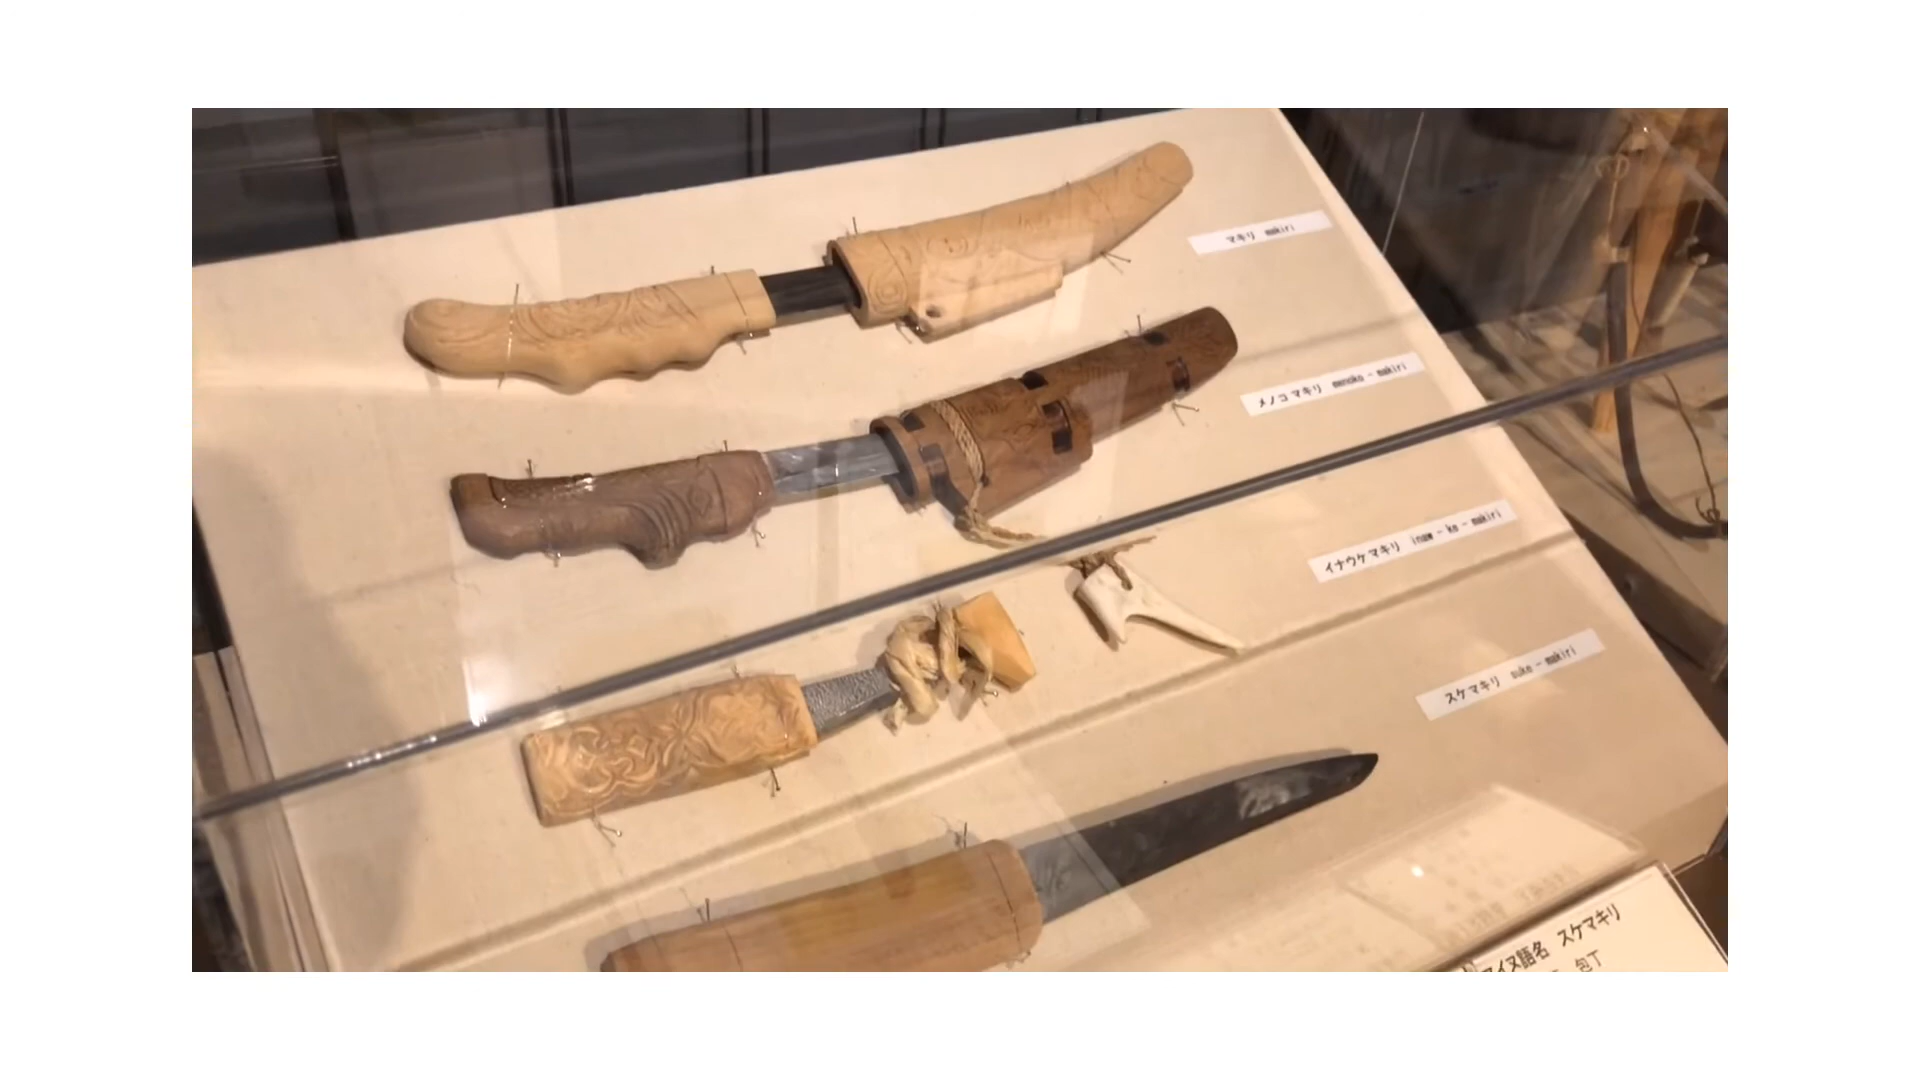 マキリ makiri
メノコマキリ menoko-makiri
イナウケマキリ inaw-ke-makiri
スケマキリ suke-makiri
アイヌ語名 スケマキリ
包丁